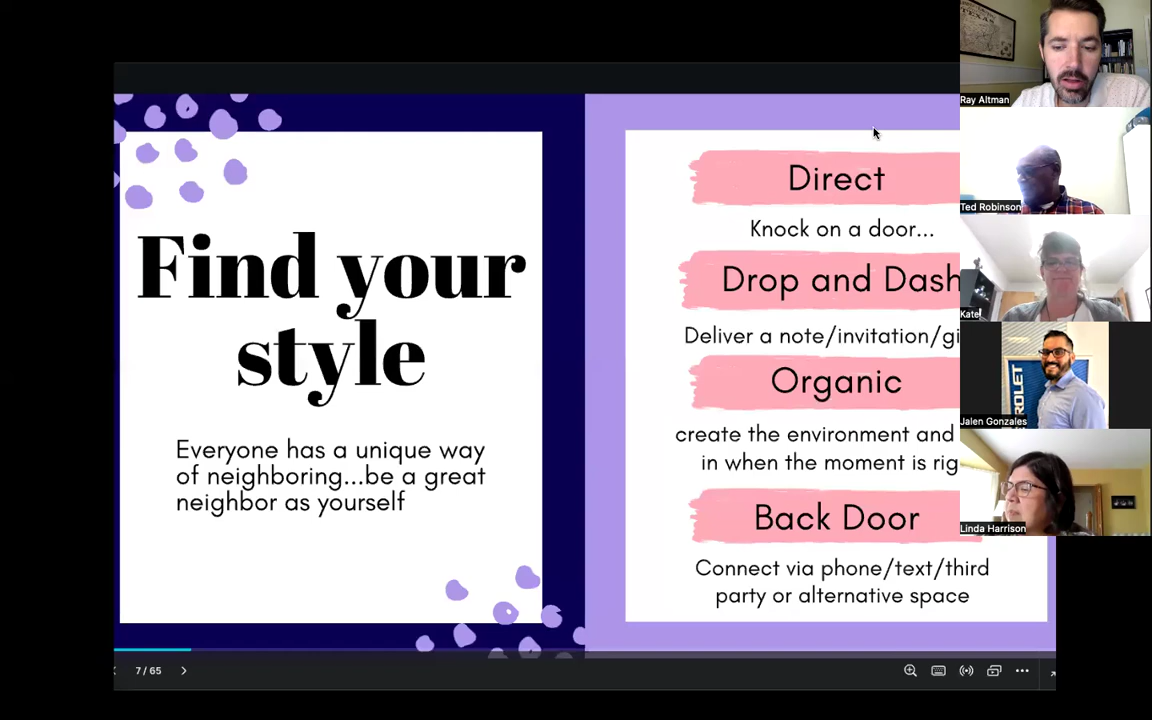 Find your
style
Everyone has a unique way
of neighboring...be a great
neighbor as yourself
Direct
Knock on a door...
Drop and Dash
Deliver a note/invitation/gi
Organic
create the environment and
in when the moment is rig
Back Door
Connect via phone/text/third
party or alternative space
7 / 65
TEXAS
Ray Altman
Ted Robinson
Kate
ROLET
Jalen Gonzales
Linda Harrison